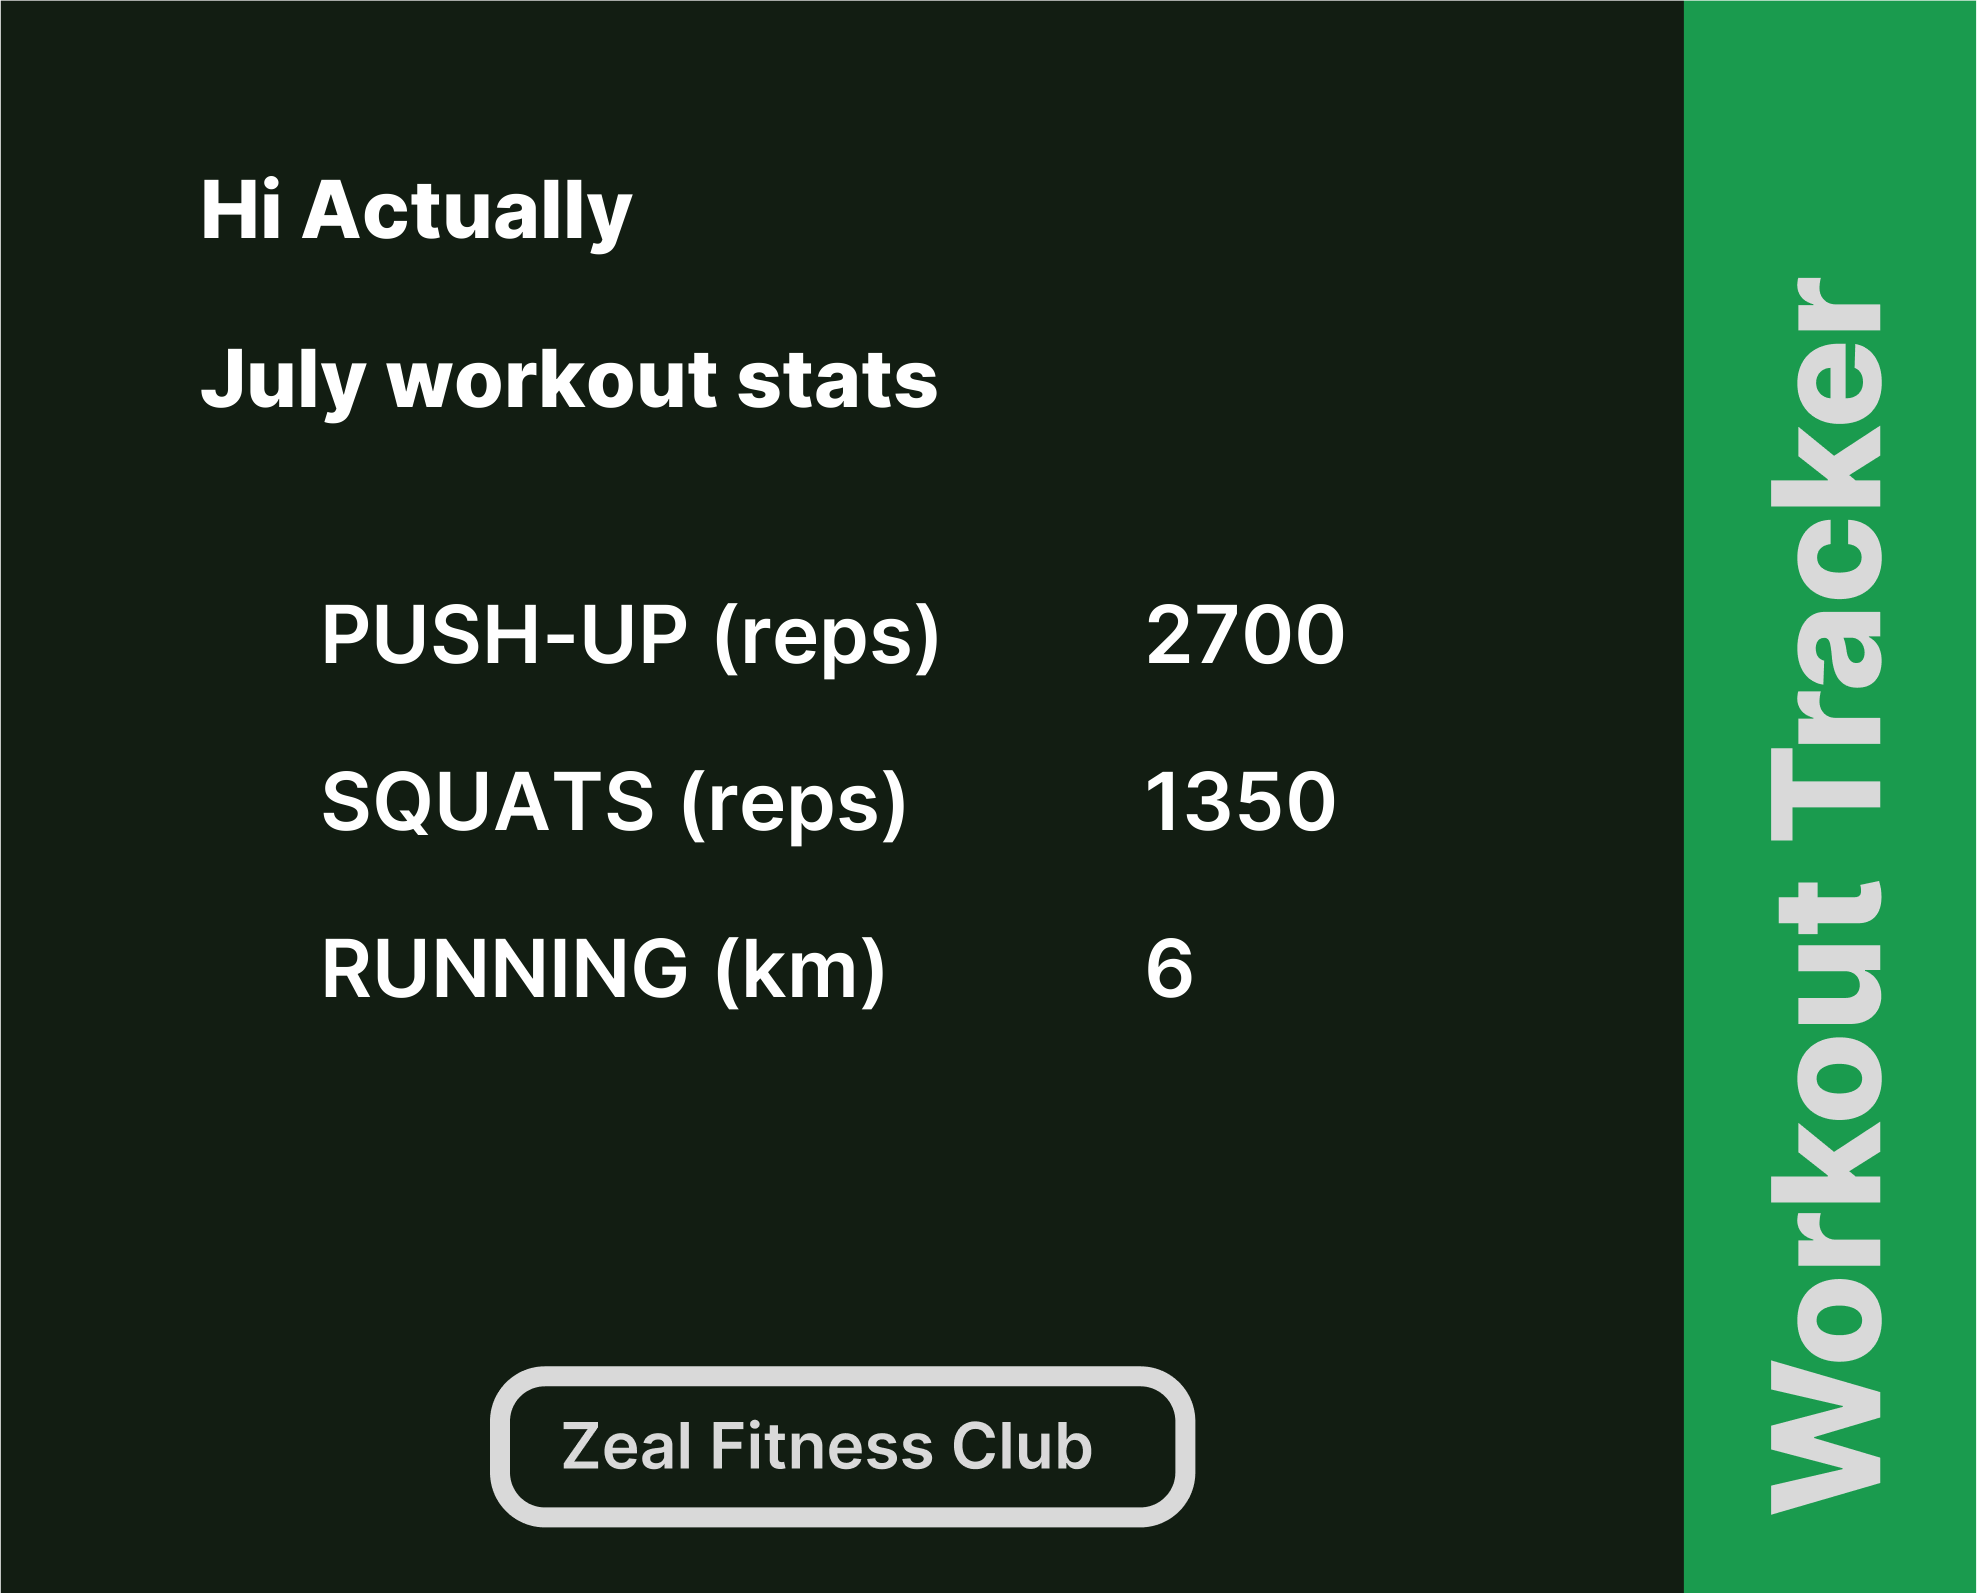 Hi Actually
July workout stats
PUSH-UP (reps) 2700
SQUATS (reps) 1350
RUNNING (km) 6
Zeal Fitness Club
Workout Tracker